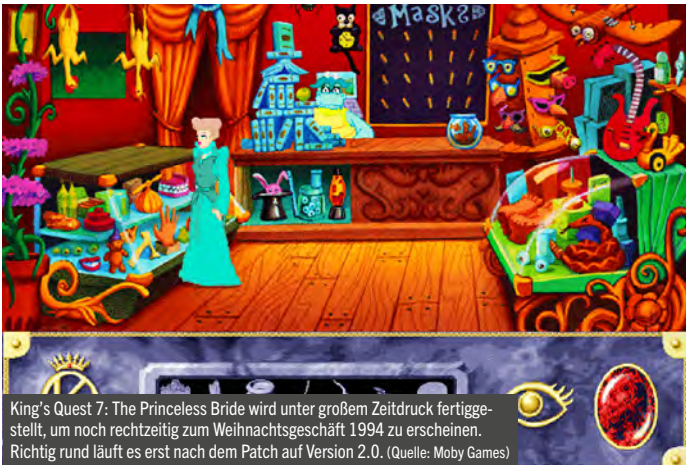 Masks
King's Quest 7: The Princeless Bride wird unter großem Zeitdruck fertigge-
stellt, um noch rechtzeitig zum Weihnachtsgeschäft 1994 zu erscheinen.
Richtig rund läuft es erst nach dem Patch auf Version 2.0. (Quelle: Moby Games)